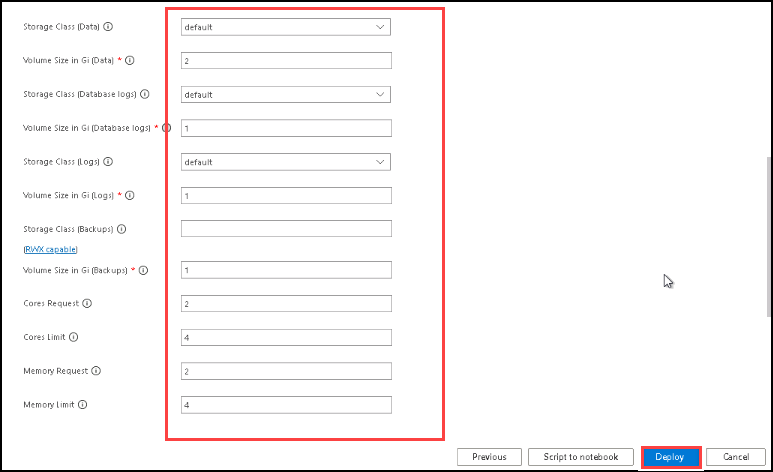 Storage Class (Data) default
Volume Size in Gi (Data) * 2
Storage Class (Database logs) default
Volume Size in Gi (Database logs) * 1
Storage Class (Logs) default
Volume Size in Gi (Logs) * 1
Storage Class (Backups)
(RWX capable)
Volume Size in Gi (Backups) * 1
Cores Request 2
Cores Limit 4
Memory Request 2
Memory Limit 4
Previous Script to notebook Deploy Cancel